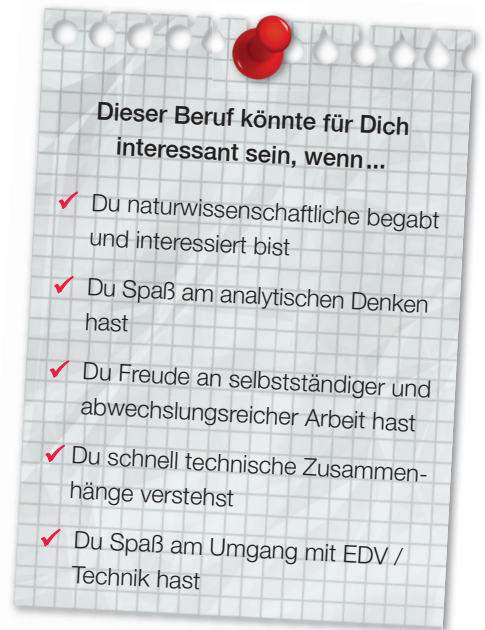 Dieser Beruf könnte für Dich
interessant sein, wenn...
Du naturwissenschaftliche begabt
und interessiert bist
Du Spaß am analytischen Denken
hast
Du Freude an selbstständiger und
abwechslungsreicher Arbeit hast
Du schnell technische Zusammen-
hänge verstehst
Du Spaß am Umgang mit EDV /
Technik hast